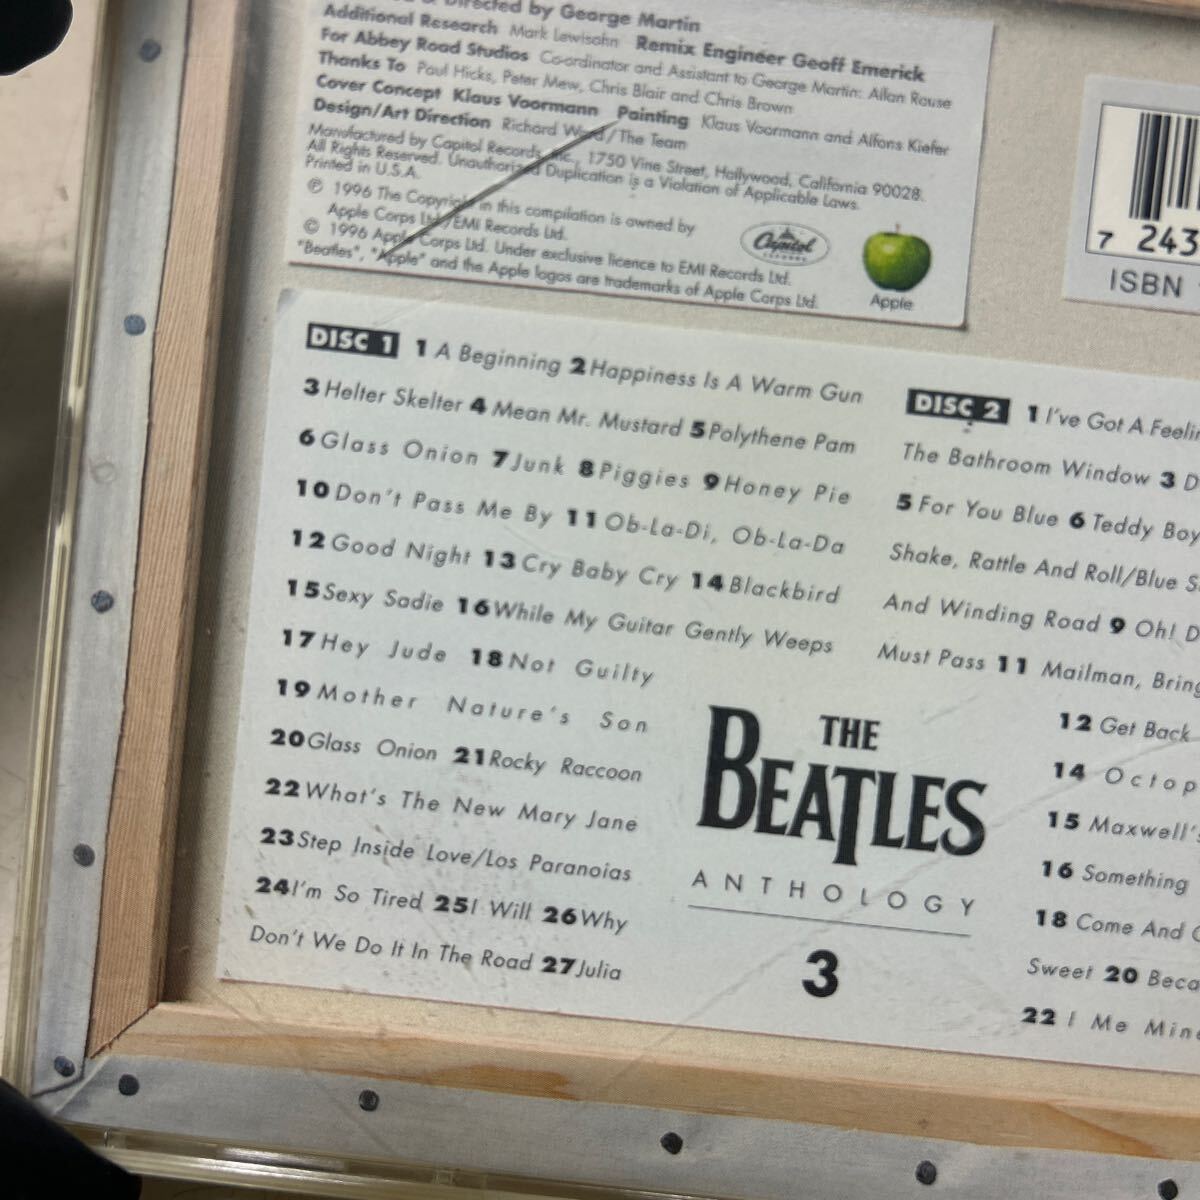 Directed by George Martin
Additional Research Mark Lewisohn Remix Engineer Geoff Emerick
For Abbey Road Studios Co-ordinator and Assistant to George Martin: Allan Rouse
Thanks To Paul Hicks, Peter Mew, Chris Blair and Chris Brown
Cover Concept Klaus Voormann Painting Klaus Voormann and Alfons Kiefer
Design/Art Direction Richard Ward/The Team
Manufactured by Capitol Records, Inc., 1750 Vine Street, Hollywood, California 90028.
All Rights Reserved. Unauthorized Duplication is a Violation of Applicable Laws.
Printed in U.S.A.
℗ 1996 The Copyright in this compilation is owned by
Apple Corps Ltd/EMI Records Ltd.
© 1996 Apple Corps Ltd. Under exclusive licence to EMI Records Ltd.
"Beatles", "Apple" and the Apple logos are trademarks of Apple Corps Ltd.
Capitol
RECORDS
Apple
7 243
ISBN
DISC 1 1 A Beginning 2 Happiness Is A Warm Gun
3 Helter Skelter 4 Mean Mr. Mustard 5 Polythene Pam
6 Glass Onion 7 Junk 8 Piggies 9 Honey Pie
10 Don't Pass Me By 11 Ob-La-Di, Ob-La-Da
12 Good Night 13 Cry Baby Cry 14 Blackbird
15 Sexy Sadie 16 While My Guitar Gently Weeps
17 Hey Jude 18 Not Guilty
19 Mother Nature's Son
20 Glass Onion 21 Rocky Raccoon
22 What's The New Mary Jane
23 Step Inside Love/Los Paranoias
24 I'm So Tired 25 I Will 26 Why
Don't We Do It In The Road 27 Julia
THE
BEATLES
ANTHOLOGY
3
DISC 2 1 I've Got A Feelin
The Bathroom Window 3 D
5 For You Blue 6 Teddy Boy
Shake, Rattle And Roll/Blue S
And Winding Road 9 Oh! D
Must Pass 11 Mailman, Bring
12 Get Back
14 Octop
15 Maxwell's
16 Something
18 Come And G
Sweet 20 Beca
22 I Me Min